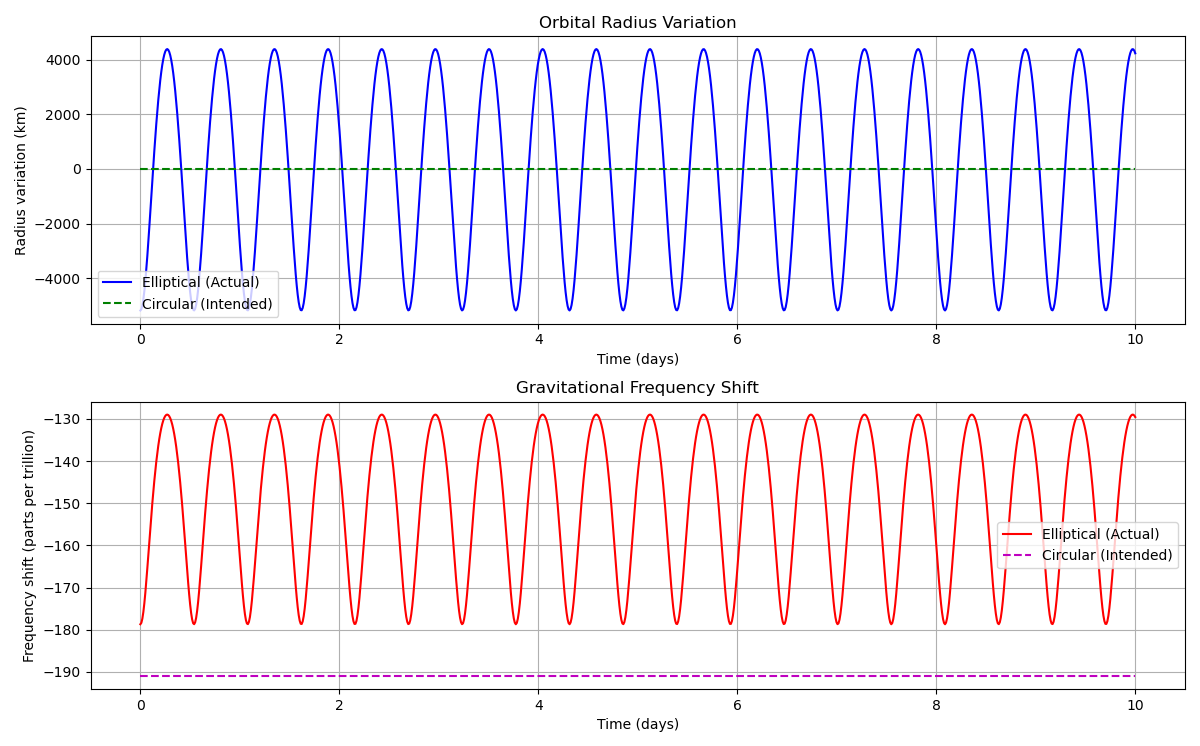 Orbital Radius Variation
Radius variation (km)
4000
2000
0
−2000
−4000
Elliptical (Actual)
Circular (Intended)
0 2 4 6 8 10
Time (days)
Gravitational Frequency Shift
Frequency shift (parts per trillion)
−130
−140
−150
−160
−170
−180
−190
Elliptical (Actual)
Circular (Intended)
0 2 4 6 8 10
Time (days)